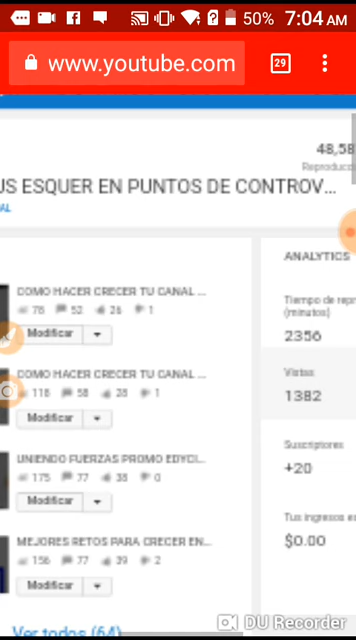 50% 7:04 AM
www.youtube.com
29
48,58
US ESQUER EN PUNTOS DE CONTROV...
AL
COMO HACER CRECER TU CANAL ...
76 52 26 1
Modificar
COMO HACER CRECER TU CANAL ...
118 58 28 1
Modificar
UNIENDO FUERZAS PROMO EDYCI...
175 77 38 0
Modificar
MEJORES RETOS PARA CRECER EN...
156 77 39 2
Modificar
Ver todos (64)
ANALYTICS
Tiempo de repr
(minutos)
2356
Vistas
1382
Suscriptores
+20
Tus ingresos es
$0.00
DU Recorder